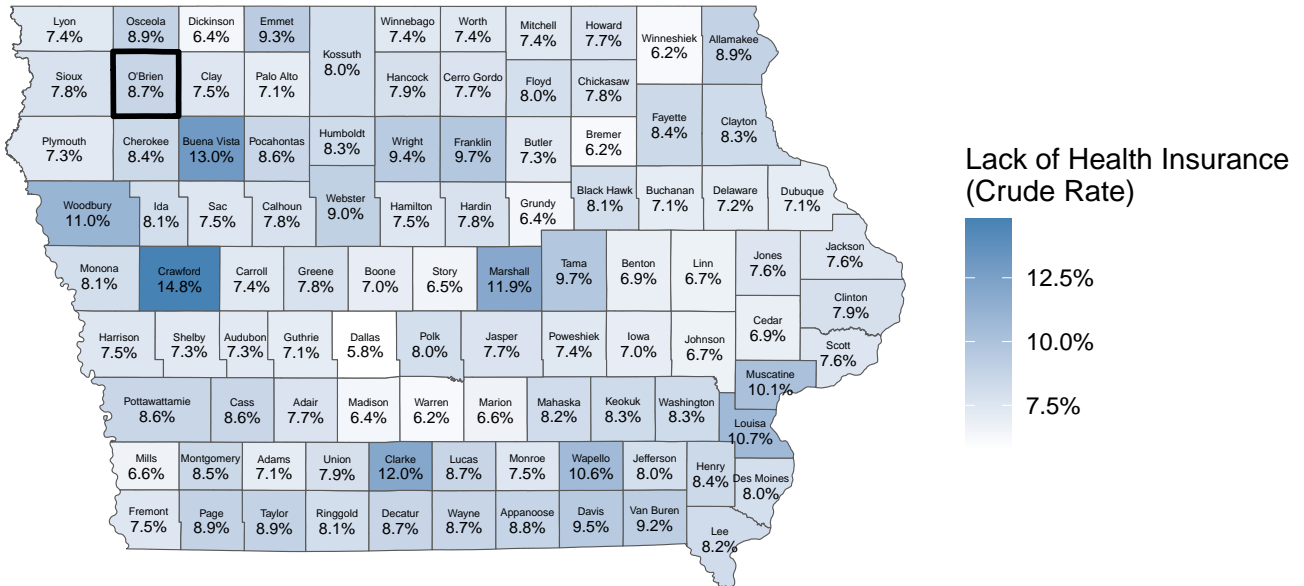 Lyon
7.4%
Osceola
8.9%
Dickinson
6.4%
Emmet
9.3%
Kossuth
8.0%
Winnebago
7.4%
Worth
7.4%
Mitchell
7.4%
Howard
7.7%
Winneshiek
6.2%
Allamakee
8.9%
Sioux
7.8%
O'Brien
8.7%
Clay
7.5%
Palo Alto
7.1%
Hancock
7.9%
Cerro Gordo
7.7%
Floyd
8.0%
Chickasaw
7.8%
Fayette
8.4%
Clayton
8.3%
Plymouth
7.3%
Cherokee
8.4%
Buena Vista
13.0%
Pocahontas
8.6%
Humboldt
8.3%
Wright
9.4%
Franklin
9.7%
Butler
7.3%
Bremer
6.2%
Woodbury
11.0%
Ida
8.1%
Sac
7.5%
Calhoun
7.8%
Webster
9.0%
Hamilton
7.5%
Hardin
7.8%
Grundy
6.4%
Black Hawk
8.1%
Buchanan
7.1%
Delaware
7.2%
Dubuque
7.1%
Monona
8.1%
Crawford
14.8%
Carroll
7.4%
Greene
7.8%
Boone
7.0%
Story
6.5%
Marshall
11.9%
Tama
9.7%
Benton
6.9%
Linn
6.7%
Jones
7.6%
Jackson
7.6%
Clinton
7.9%
Harrison
7.5%
Shelby
7.3%
Audubon
7.3%
Guthrie
7.1%
Dallas
5.8%
Polk
8.0%
Jasper
7.7%
Poweshiek
7.4%
Iowa
7.0%
Johnson
6.7%
Cedar
6.9%
Scott
7.6%
Muscatine
10.1%
Pottawattamie
8.6%
Cass
8.6%
Adair
7.7%
Madison
6.4%
Warren
6.2%
Marion
6.6%
Mahaska
8.2%
Keokuk
8.3%
Washington
8.3%
Louisa
10.7%
Mills
6.6%
Montgomery
8.5%
Adams
7.1%
Union
7.9%
Clarke
12.0%
Lucas
8.7%
Monroe
7.5%
Wapello
10.6%
Jefferson
8.0%
Henry
8.4%
Des Moines
8.0%
Fremont
7.5%
Page
8.9%
Taylor
8.9%
Ringgold
8.1%
Decatur
8.7%
Wayne
8.7%
Appanoose
8.8%
Davis
9.5%
Van Buren
9.2%
Lee
8.2%
Lack of Health Insurance
(Crude Rate)
12.5%
10.0%
7.5%